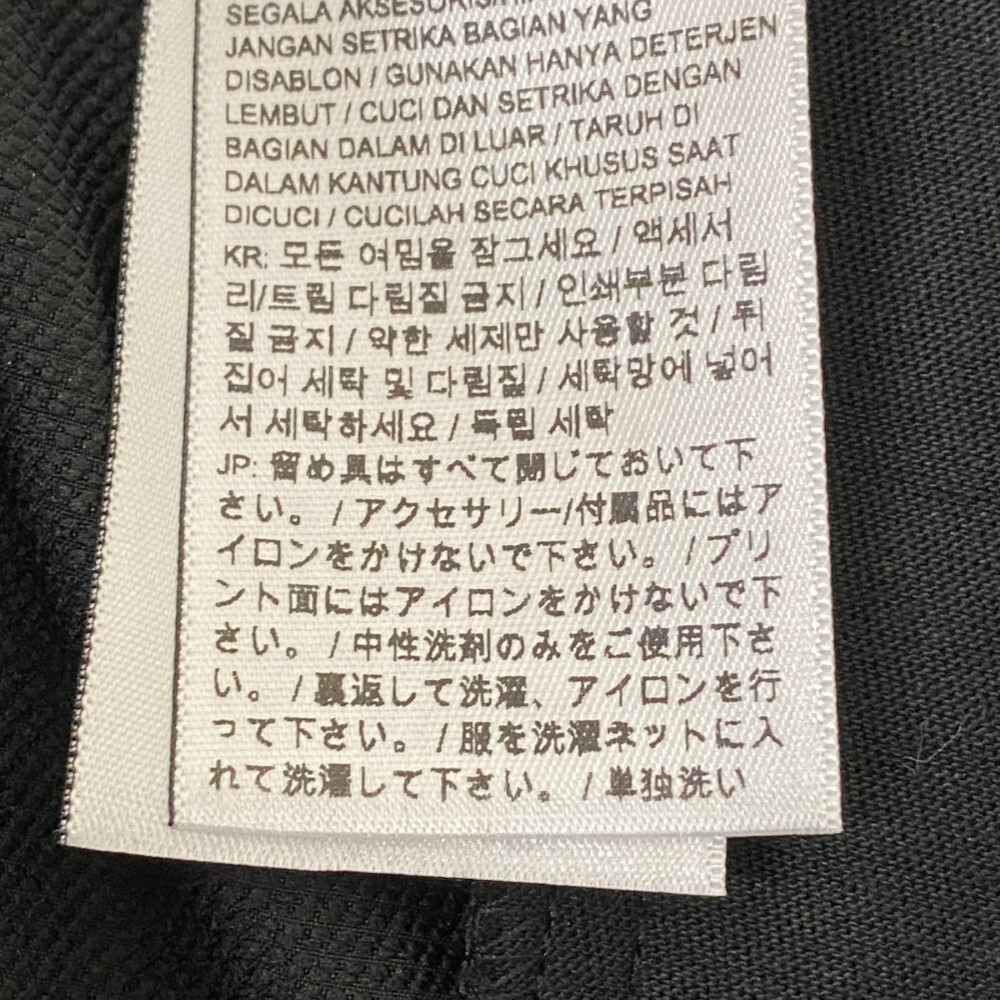 SEGALA AKSESORIS
JANGAN SETRIKA BAGIAN YANG
DISABLON / GUNAKAN HANYA DETERJEN
LEMBUT / CUCI DAN SETRIKA DENGAN
BAGIAN DALAM DI LUAR / TARUH DI
DALAM KANTUNG CUCI KHUSUS SAAT
DICUCI / CUCILAH SECARA TERPISAH
KR: 모든 여밈을 잠그세요 / 액세서
리/트림 다림질 금지 / 인쇄부분 다림
질 금지 / 약한 세제만 사용할 것 / 뒤
집어 세탁 및 다림질 / 세탁망에 넣어
서 세탁하세요 / 독립 세탁
JP: 留め具はすべて閉じておいて下
さい。 / アクセサリー/付属品にはア
イロンをかけないで下さい。 / プリ
ント面にはアイロンをかけないで下
さい。 / 中性洗剤のみをご使用下さ
い。 / 裏返して洗濯、アイロンを行
って下さい。 / 服を洗濯ネットに入
れて洗濯して下さい。 / 単独洗い